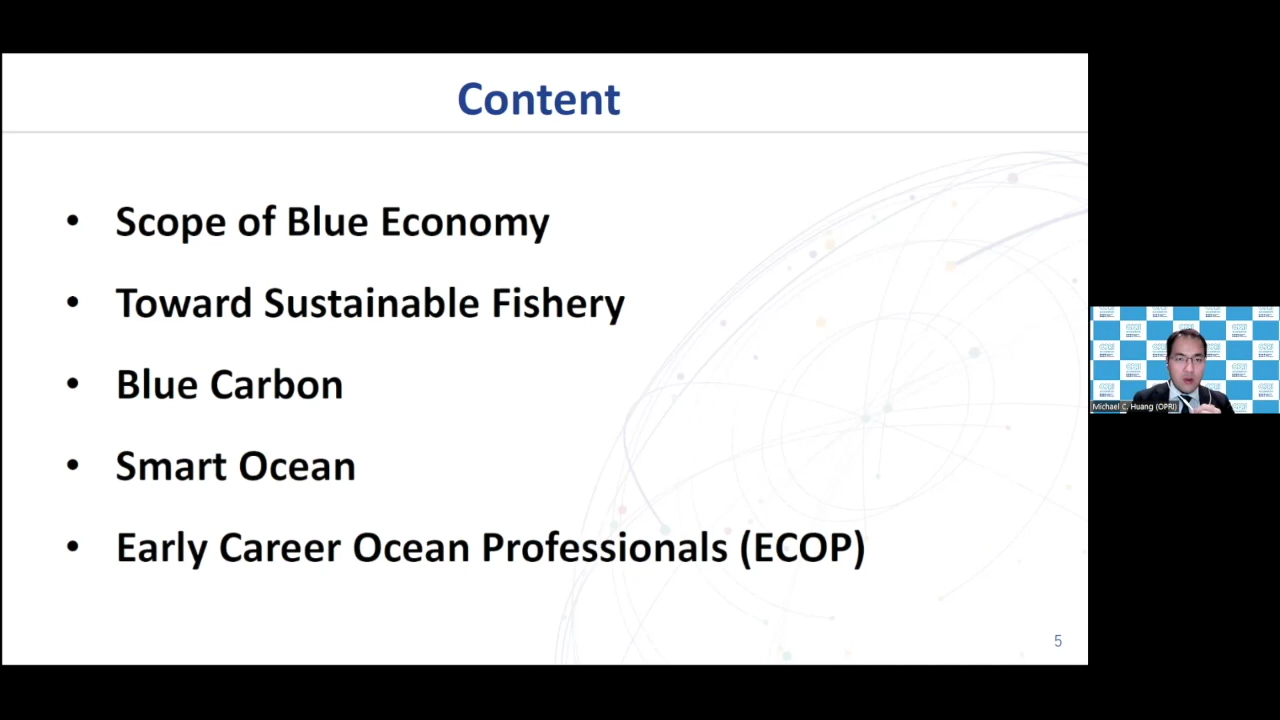 Content
• Scope of Blue Economy
• Toward Sustainable Fishery
• Blue Carbon
• Smart Ocean
• Early Career Ocean Professionals (ECOP)
5
OPRI
Michael C. Huang (OPRI)